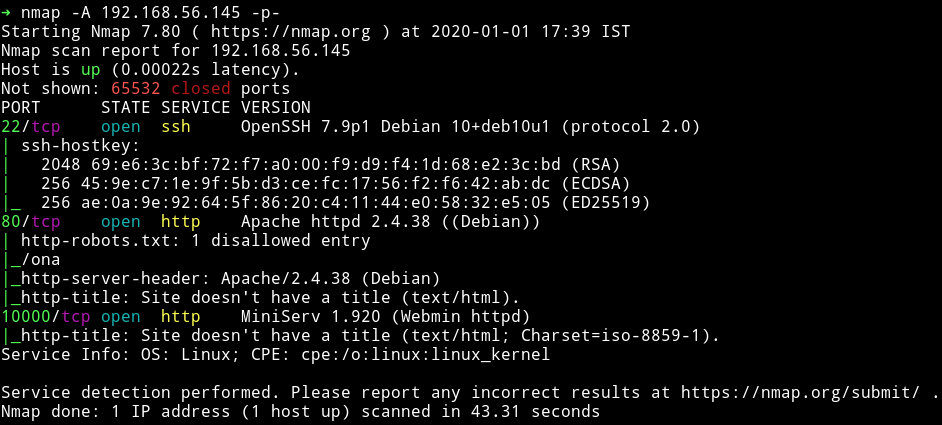 ➜ nmap -A 192.168.56.145 -p-
Starting Nmap 7.80 ( https://nmap.org ) at 2020-01-01 17:39 IST
Nmap scan report for 192.168.56.145
Host is up (0.00022s latency).
Not shown: 65532 closed ports
PORT      STATE SERVICE VERSION
22/tcp    open  ssh     OpenSSH 7.9p1 Debian 10+deb10u1 (protocol 2.0)
| ssh-hostkey:
|   2048 69:e6:3c:bf:72:f7:a0:00:f9:d9:f4:1d:68:e2:3c:bd (RSA)
|   256 45:9e:c7:1e:9f:5b:d3:ce:fc:17:56:f2:f6:42:ab:dc (ECDSA)
|_  256 ae:0a:9e:92:64:5f:86:20:c4:11:44:e0:58:32:e5:05 (ED25519)
80/tcp    open  http    Apache httpd 2.4.38 ((Debian))
| http-robots.txt: 1 disallowed entry
|_/ona
|_http-server-header: Apache/2.4.38 (Debian)
|_http-title: Site doesn't have a title (text/html).
10000/tcp open  http    MiniServ 1.920 (Webmin httpd)
|_http-title: Site doesn't have a title (text/html; Charset=iso-8859-1).
Service Info: OS: Linux; CPE: cpe:/o:linux:linux_kernel

Service detection performed. Please report any incorrect results at https://nmap.org/submit/ .
Nmap done: 1 IP address (1 host up) scanned in 43.31 seconds